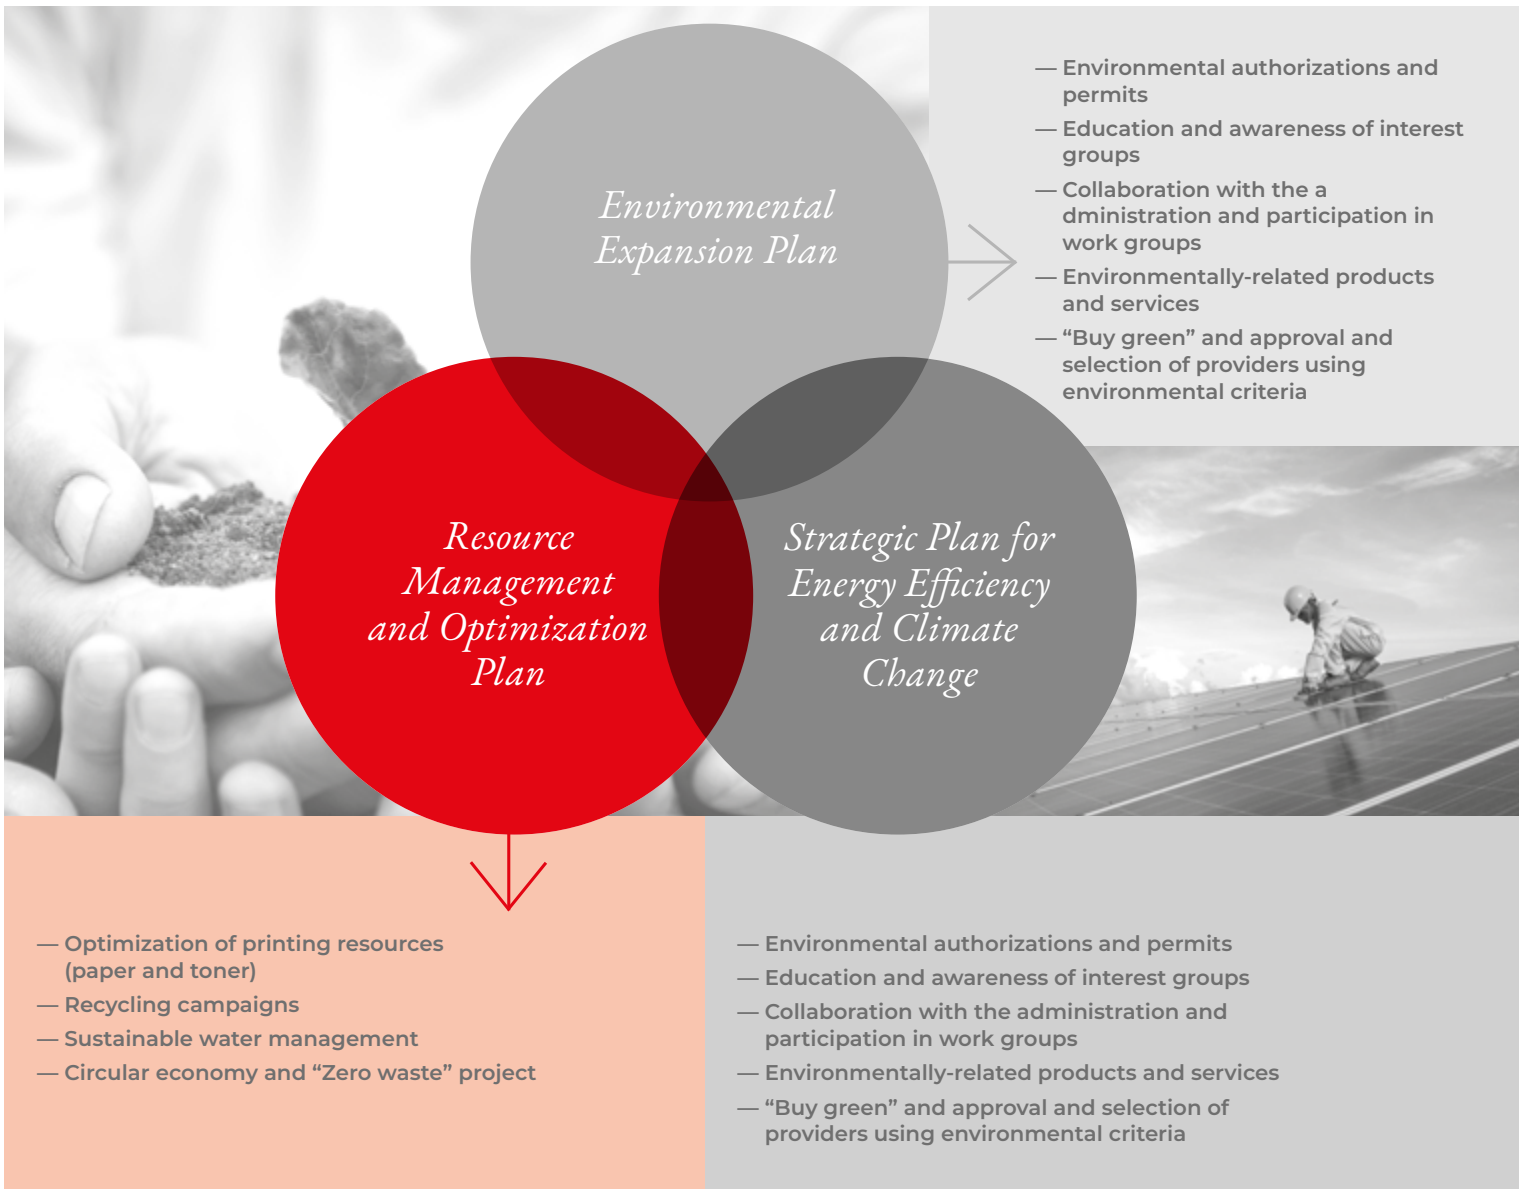 Environmental
Expansion Plan
— Environmental authorizations and
permits
— Education and awareness of interest
groups
— Collaboration with the a
dministration and participation in
work groups
— Environmentally-related products
and services
— “Buy green” and approval and
selection of providers using
environmental criteria
Resource
Management
and Optimization
Plan
Strategic Plan for
Energy Efficiency
and Climate
Change
— Optimization of printing resources
(paper and toner)
— Recycling campaigns
— Sustainable water management
— Circular economy and “Zero waste” project
— Environmental authorizations and permits
— Education and awareness of interest groups
— Collaboration with the administration and
participation in work groups
— Environmentally-related products and services
— “Buy green” and approval and selection of
providers using environmental criteria